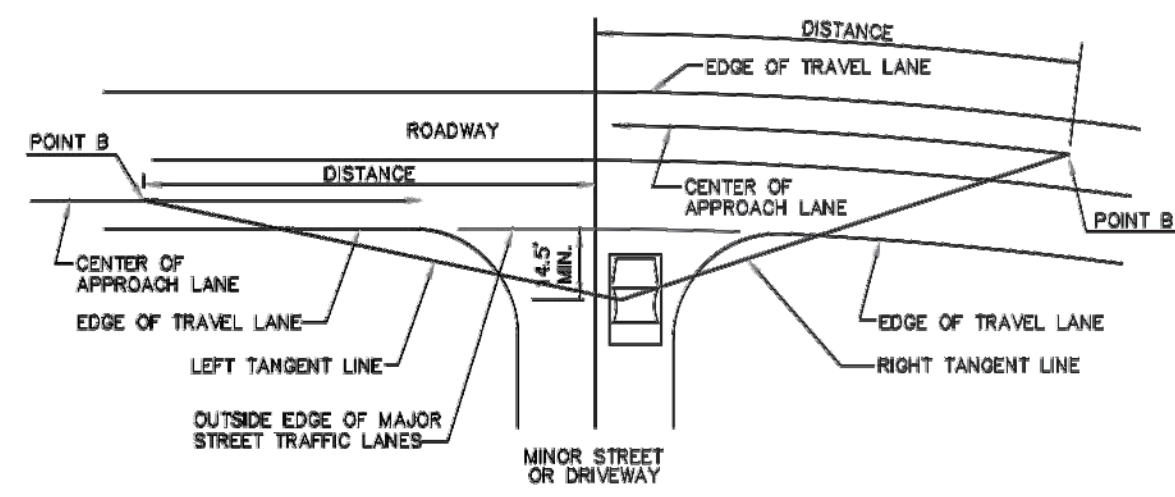 DISTANCE
EDGE OF TRAVEL LANE
ROADWAY
POINT B
DISTANCE
CENTER OF
APPROACH LANE
POINT B
14.5'
MIN.
CENTER OF
APPROACH LANE
EDGE OF TRAVEL LANE
EDGE OF TRAVEL LANE
LEFT TANGENT LINE
RIGHT TANGENT LINE
OUTSIDE EDGE OF MAJOR
STREET TRAFFIC LANES
MINOR STREET
OR DRIVEWAY